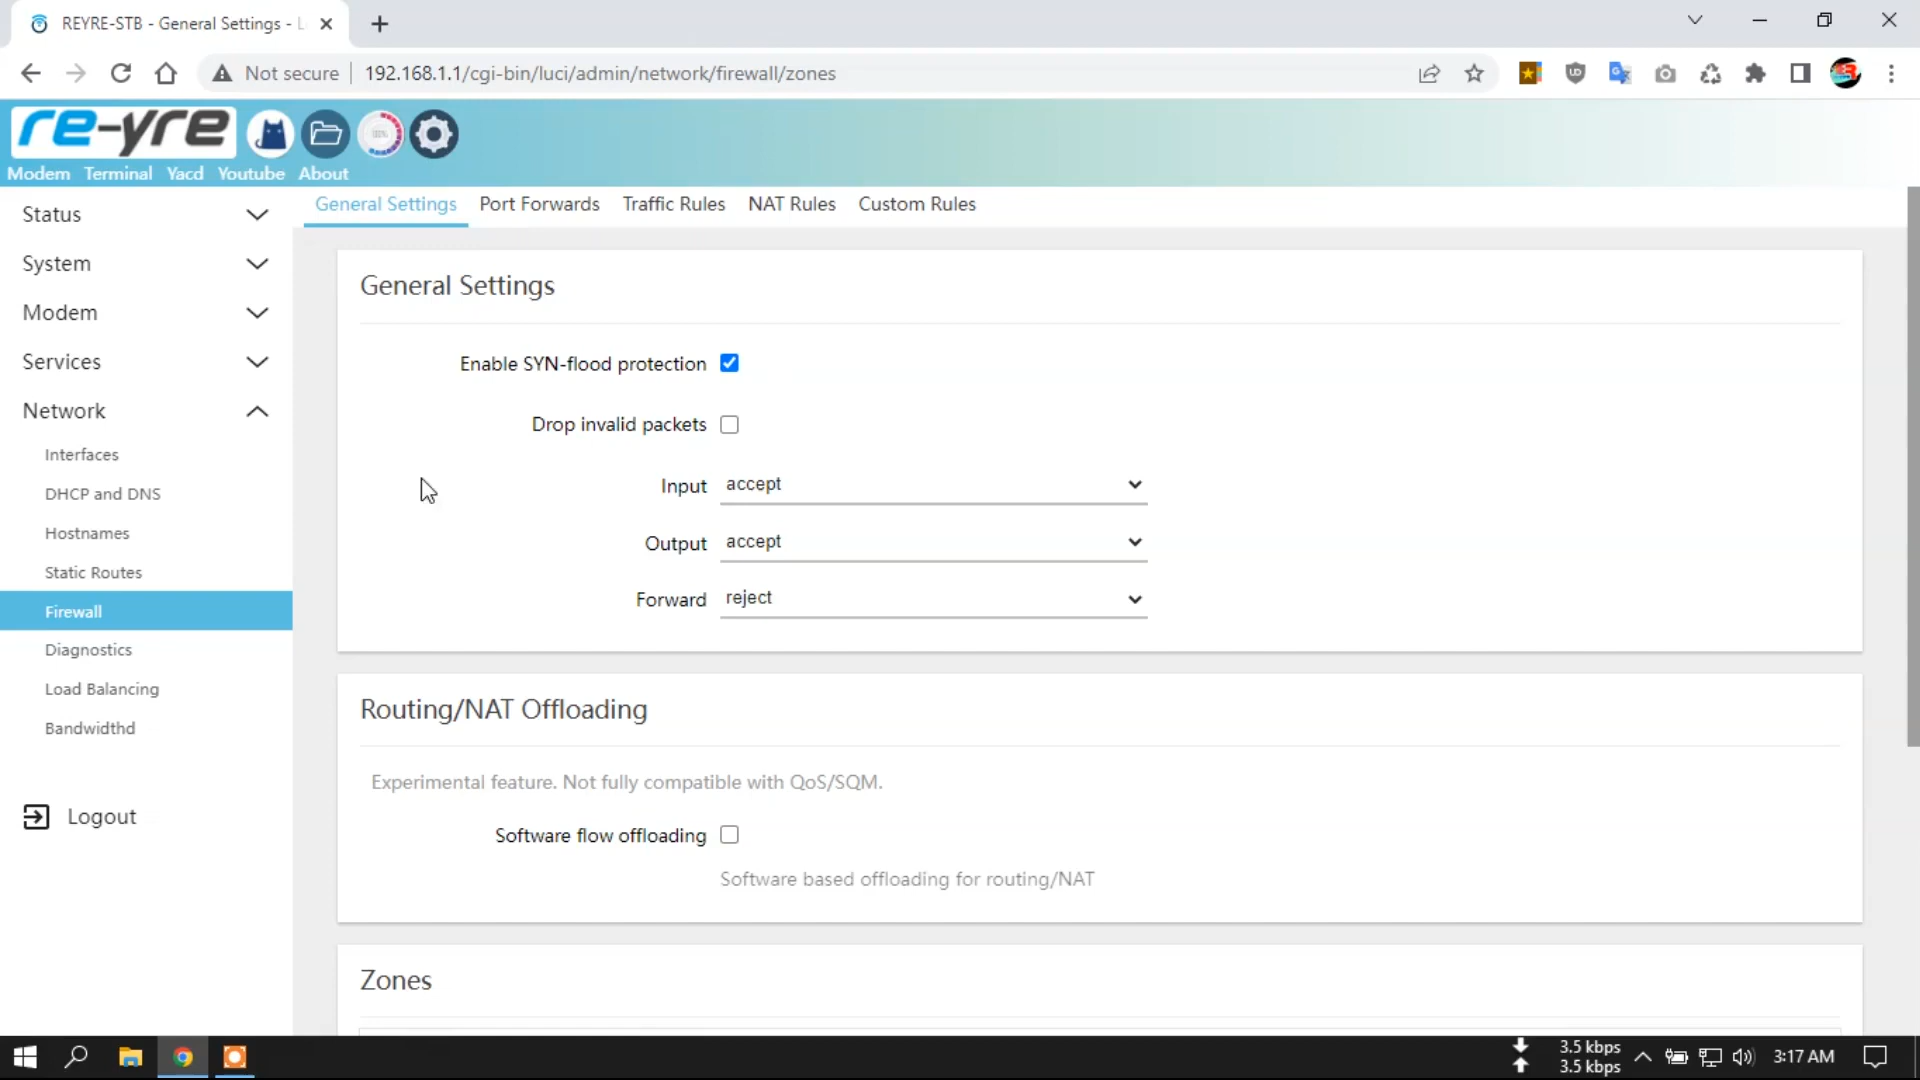 REYRE-STB - General Settings - L
Not secure
192.168.1.1/cgi-bin/luci/admin/network/firewall/zones
re-yre
100%
Modem Terminal Yacd Youtube About
Status
System
Modem
Services
Network
Interfaces
DHCP and DNS
Hostnames
Static Routes
Firewall
Diagnostics
Load Balancing
Bandwidthd
Logout
General Settings Port Forwards Traffic Rules NAT Rules Custom Rules
General Settings
Enable SYN-flood protection
Drop invalid packets
Input accept
Output accept
Forward reject
Routing/NAT Offloading
Experimental feature. Not fully compatible with QoS/SQM.
Software flow offloading
Software based offloading for routing/NAT
Zones
3.5 kbps
3.5 kbps
3:17 AM